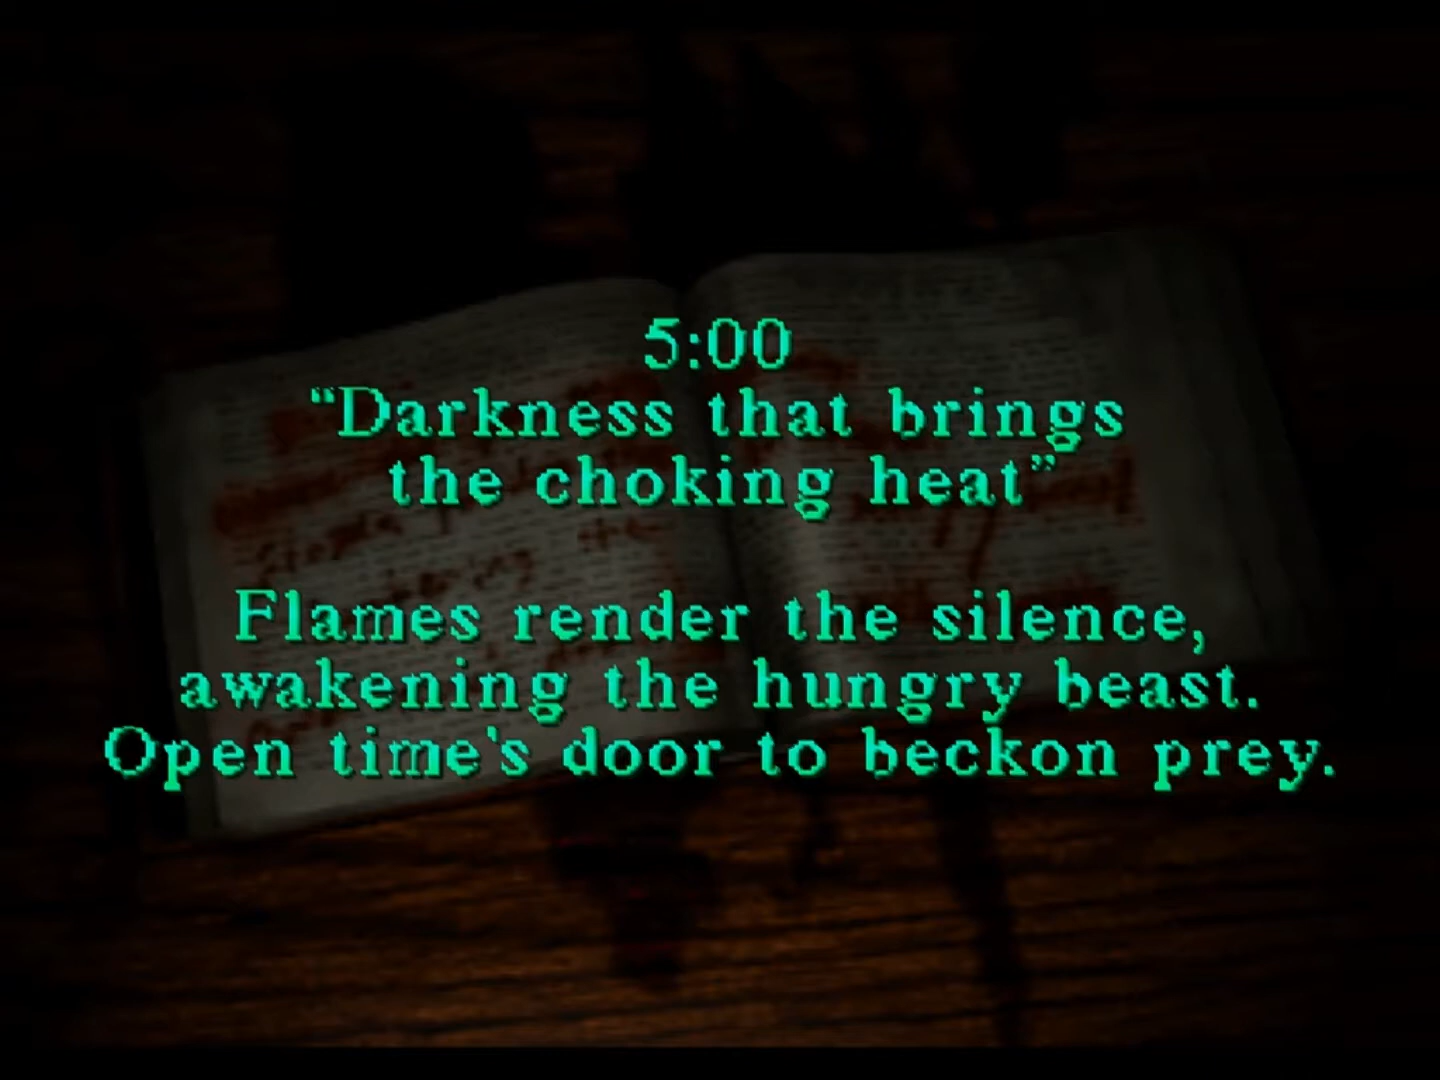 5:00
“Darkness that brings
the choking heat”
Flames render the silence,
awakening the hungry beast.
Open time's door to beckon prey.